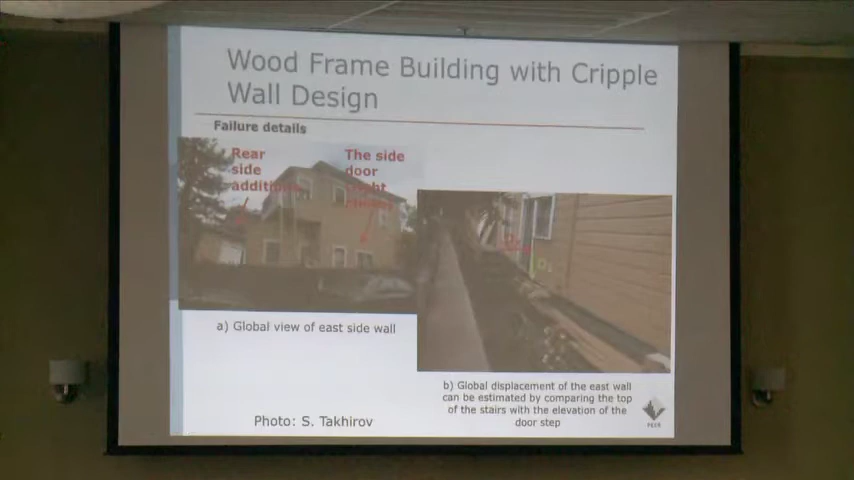 Wood Frame Building with Cripple
Wall Design
Failure details
Rear
side
The side
door
a) Global view of east side wall
b) Global displacement of the east wall
can be estimated by comparing the top
of the stairs with the elevation of the
door step
Photo: S. Takhirov
PEER